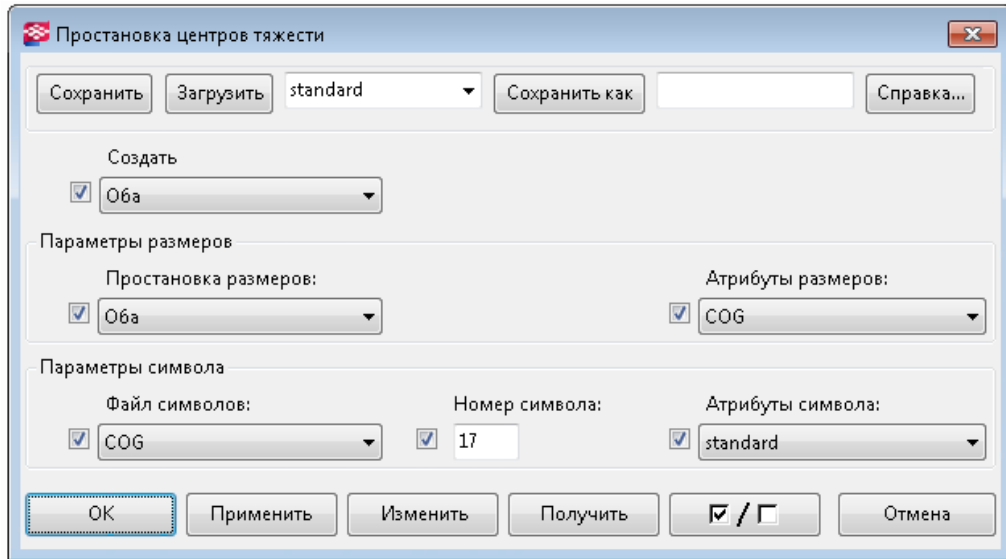 Простановка центров тяжести
Сохранить Загрузить standard Сохранить как Справка...
Создать
Оба
Параметры размеров
Простановка размеров: Атрибуты размеров:
Оба COG
Параметры символа
Файл символов: Номер символа: Атрибуты символа:
COG 17 standard
OK Применить Изменить Получить / Отмена